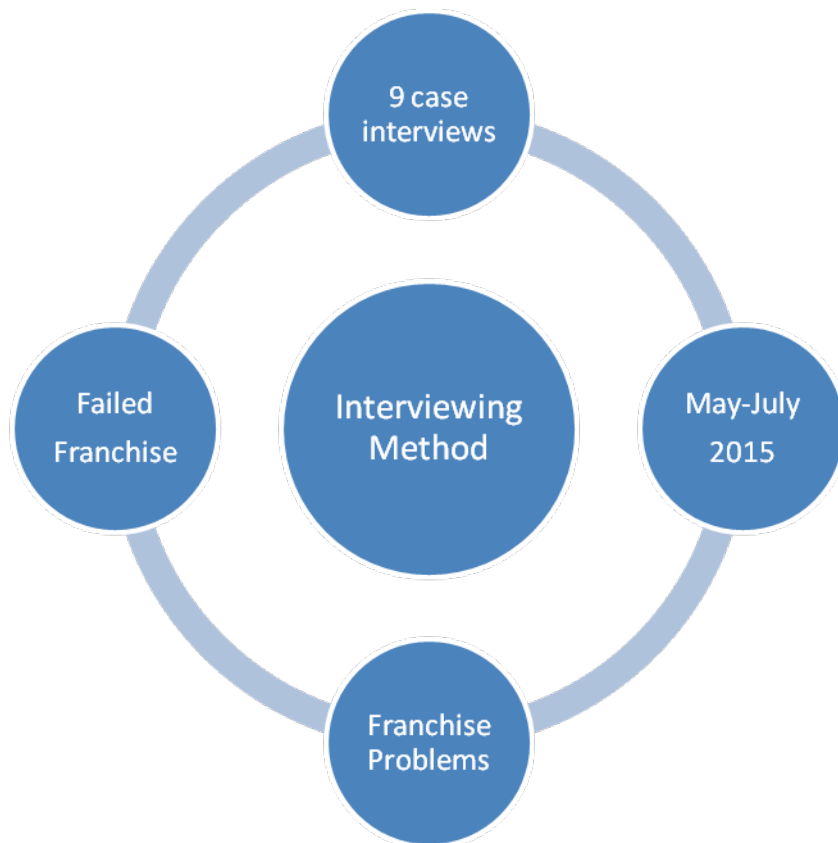 9 case
interviews
Failed
Franchise
Interviewing
Method
May-July
2015
Franchise
Problems